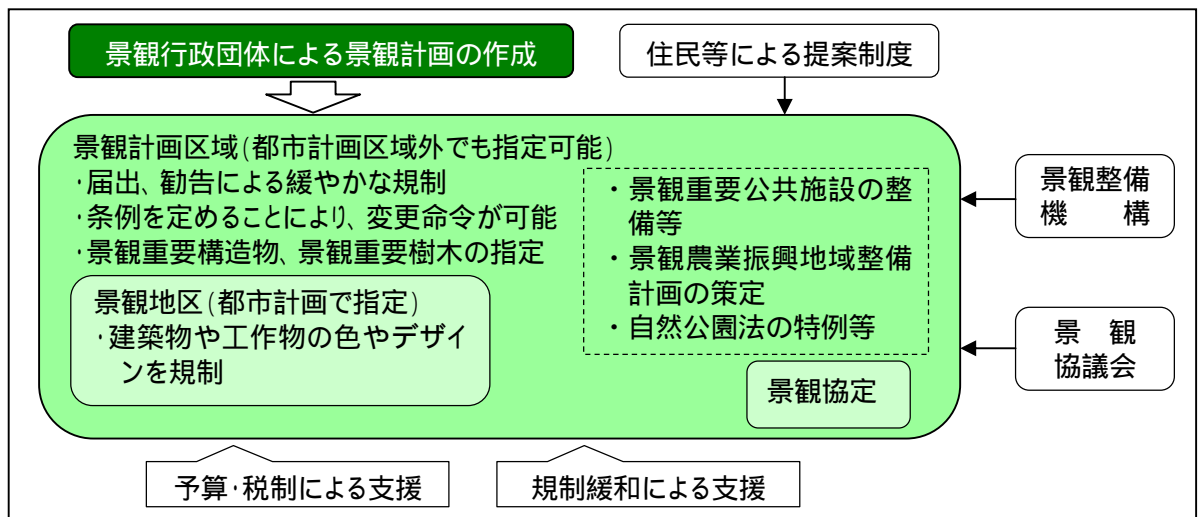 景観行政団体による景観計画の作成
住民等による提案制度
景観計画区域(都市計画区域外でも指定可能)
・届出、勧告による緩やかな規制
・条例を定めることにより、変更命令が可能
・景観重要構造物、景観重要樹木の指定
景観地区(都市計画で指定)
・建築物や工作物の色やデザイ
ンを規制
・景観重要公共施設の整
備等
・景観農業振興地域整備
計画の策定
・自然公園法の特例等
景観協定
景観整備
機　構
景　観
協議会
予算・税制による支援
規制緩和による支援